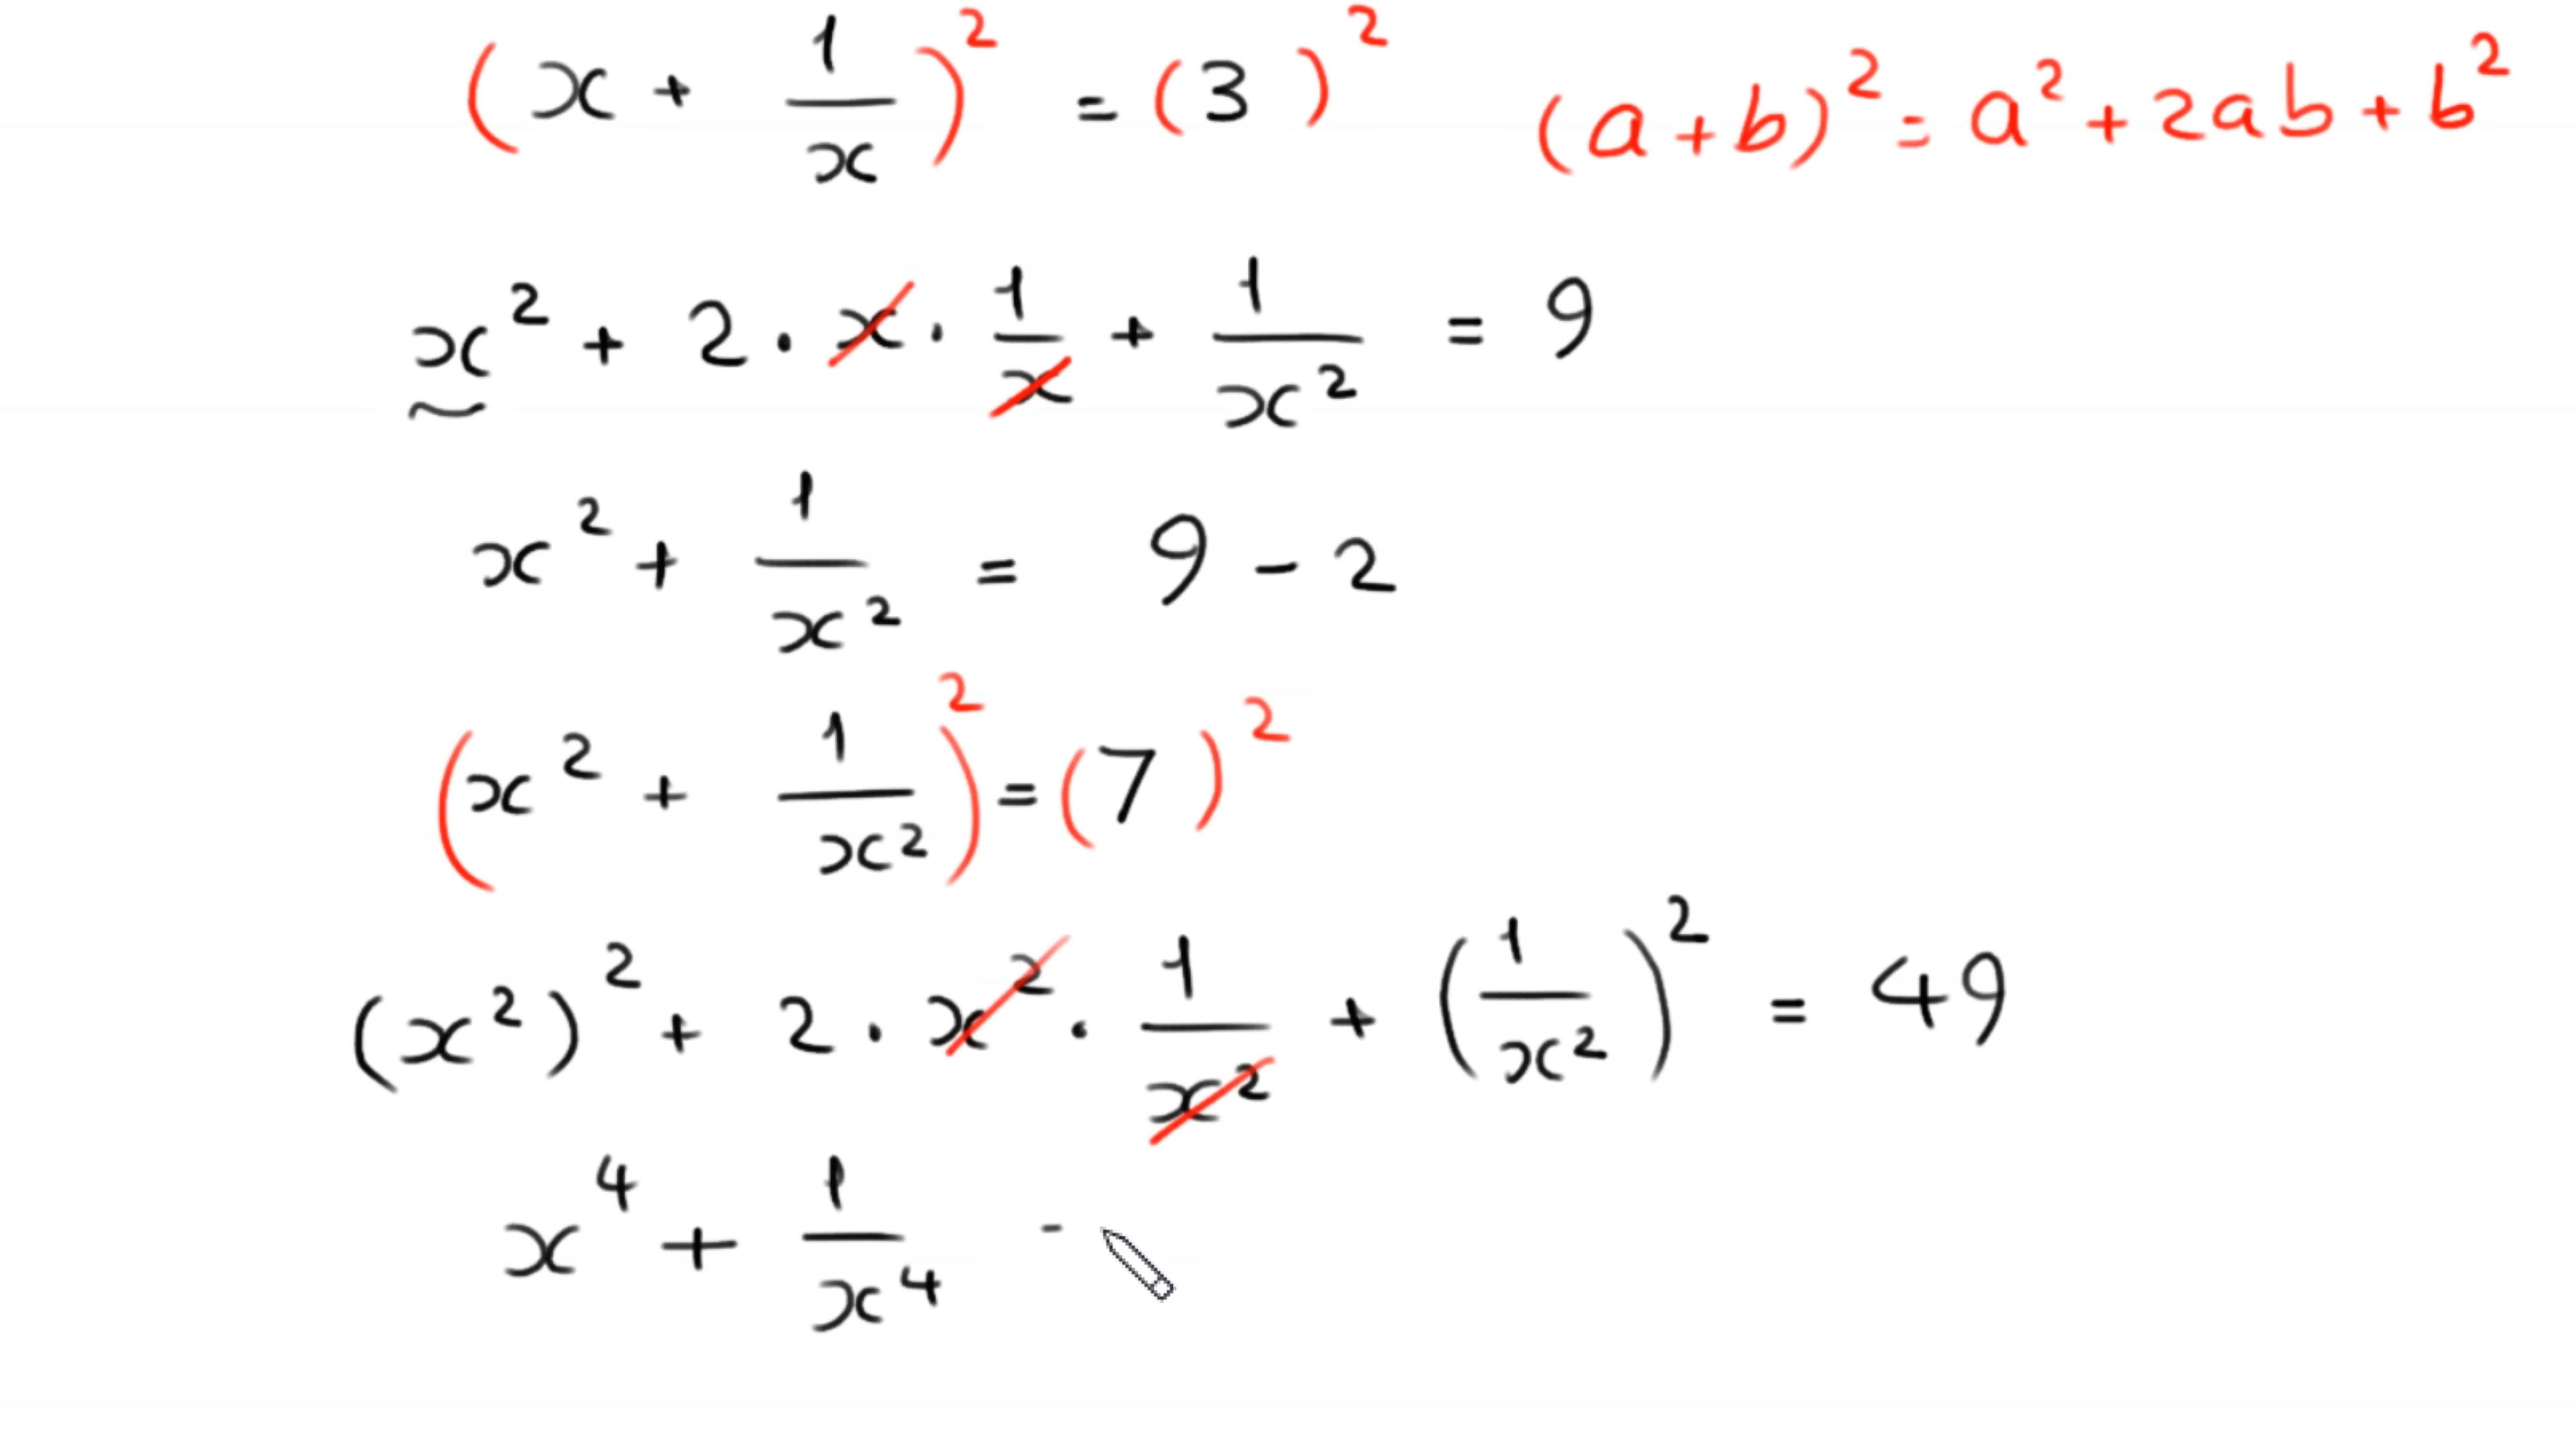 (x + 1/x)² = (3)² (a + b)² = a² + 2ab + b²
x² + 2 · x · 1/x + 1/x² = 9
x² + 1/x² = 9 - 2
(x² + 1/x²)² = (7)²
(x²)² + 2 · x² · 1/x² + (1/x²)² = 49
x⁴ + 1/x⁴ -